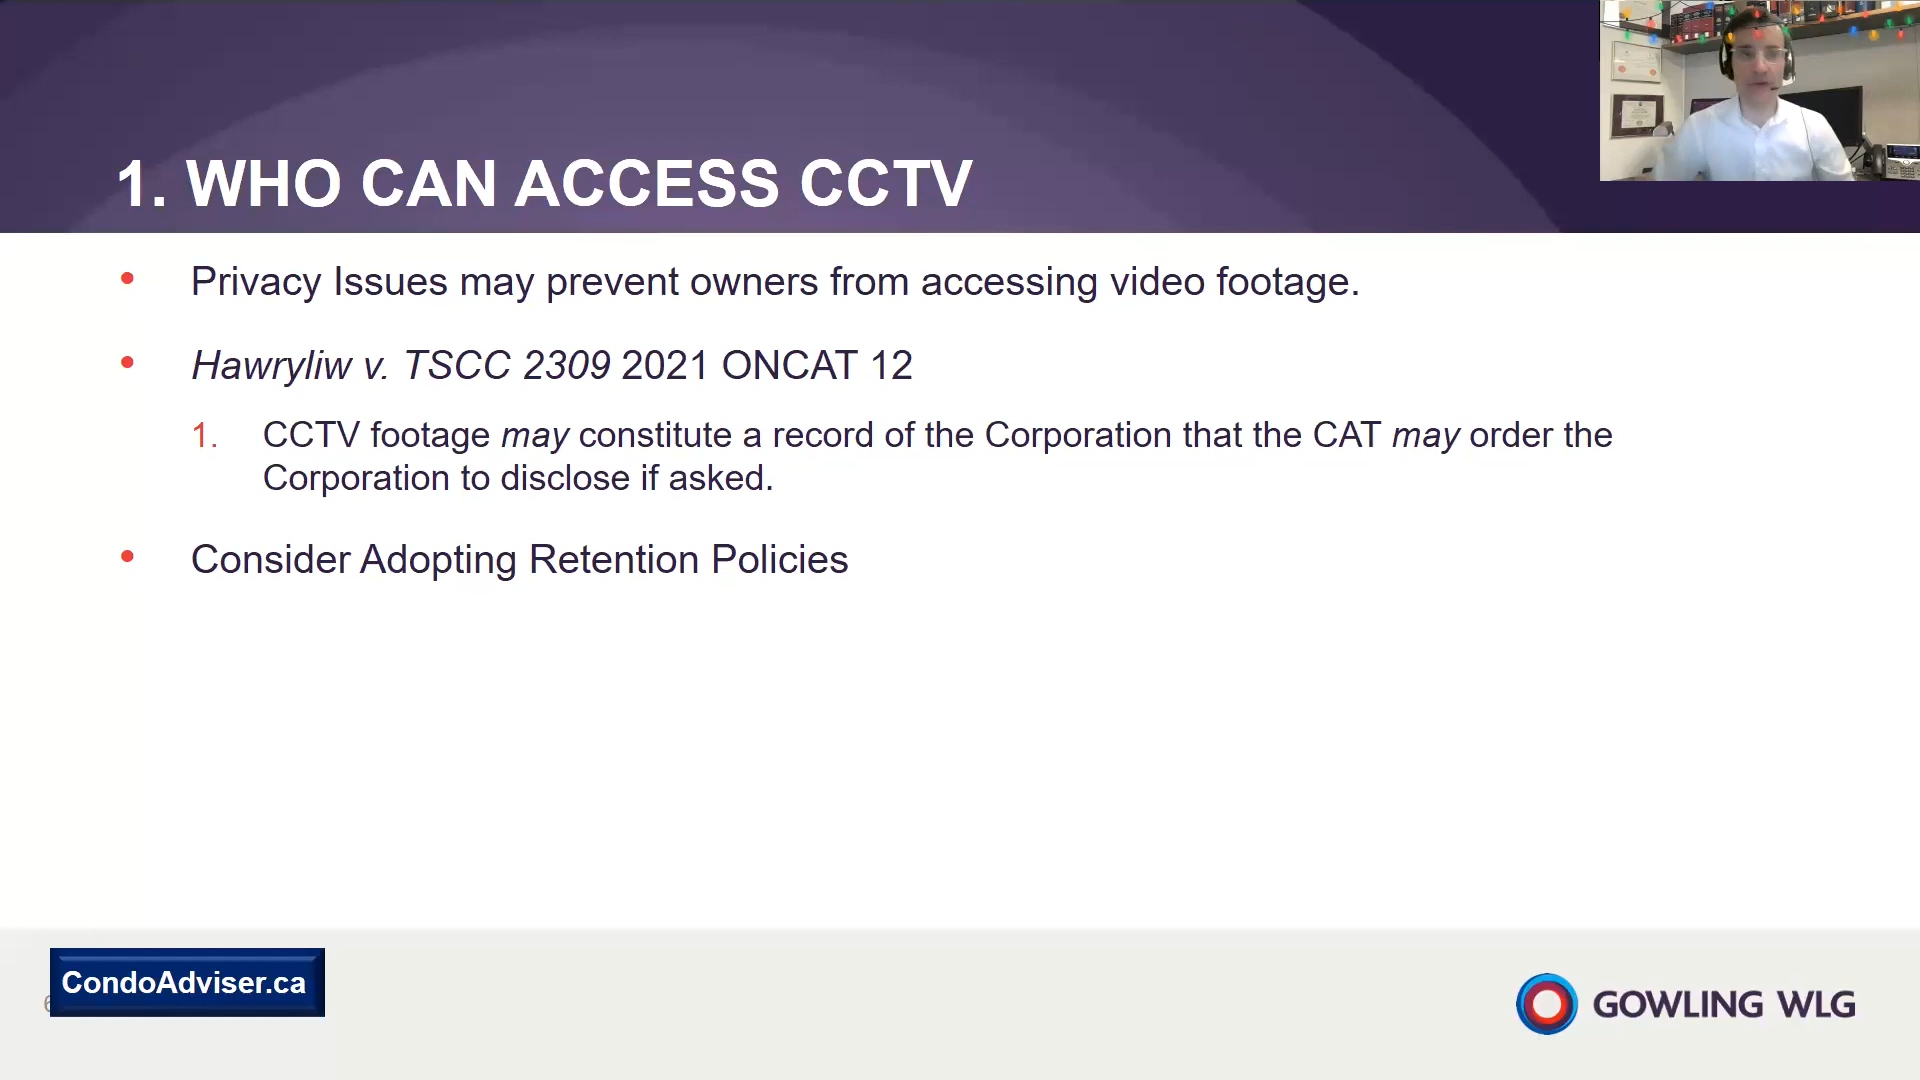 1. WHO CAN ACCESS CCTV
• Privacy Issues may prevent owners from accessing video footage.
• Hawryliw v. TSCC 2309 2021 ONCAT 12
1. CCTV footage may constitute a record of the Corporation that the CAT may order the
Corporation to disclose if asked.
• Consider Adopting Retention Policies
CondoAdviser.ca
GOWLING WLG